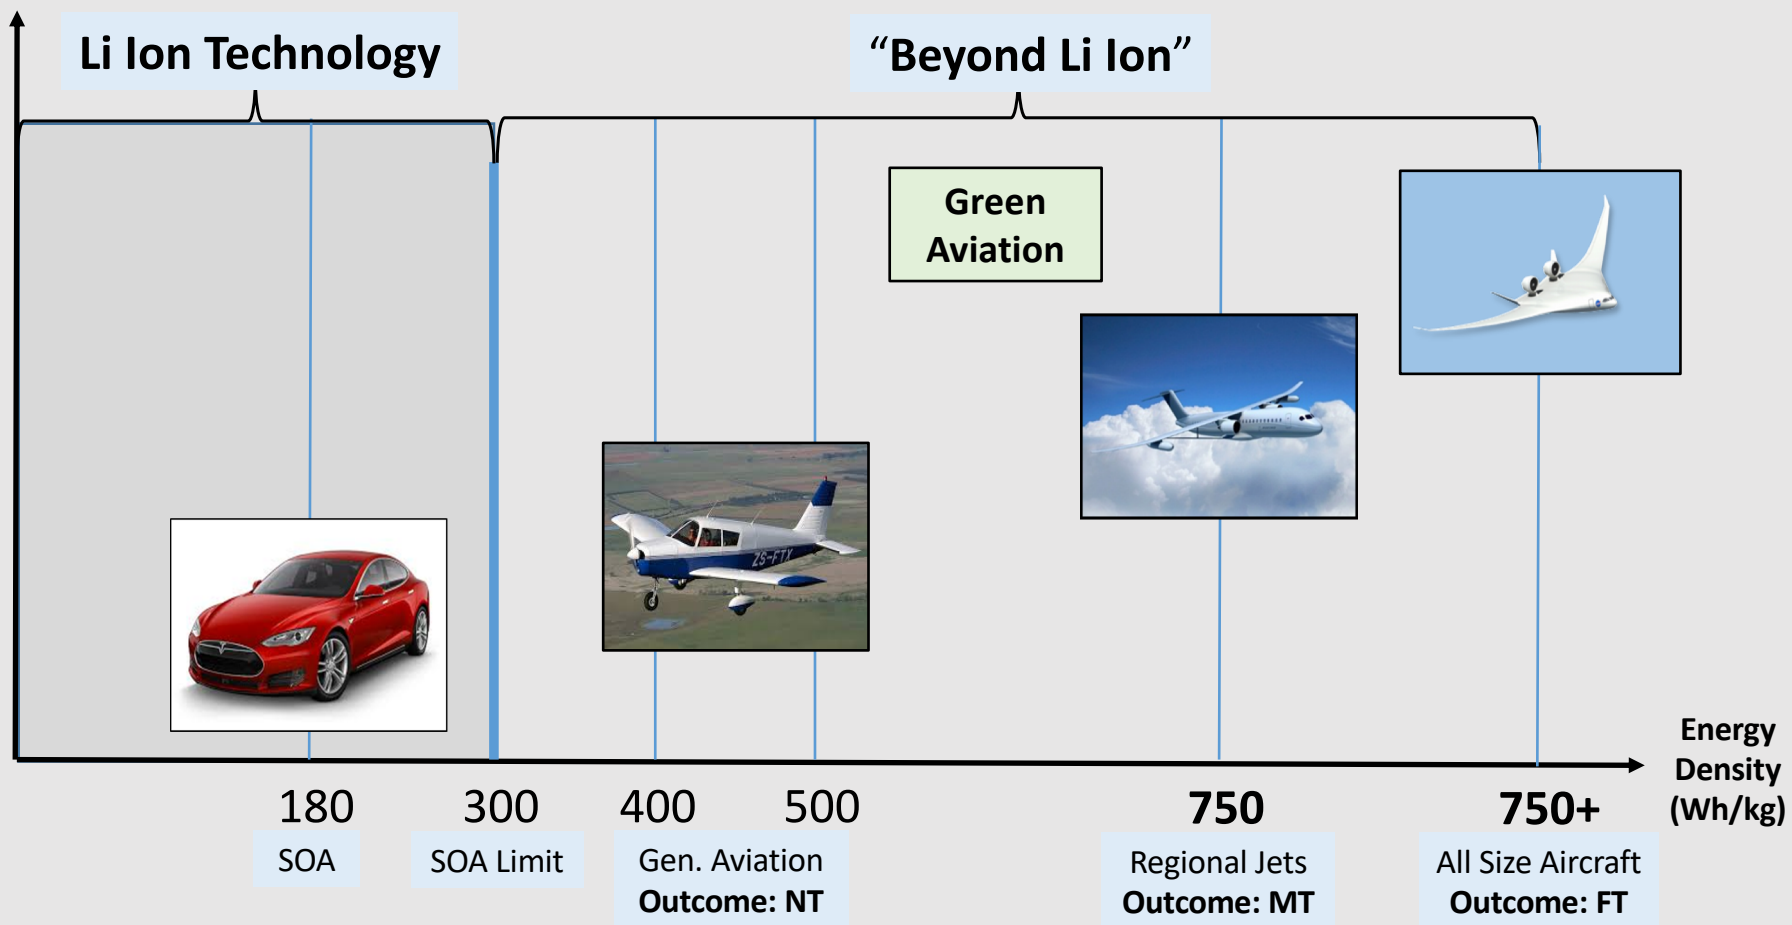 Li Ion Technology
“Beyond Li Ion”
Green
Aviation
ZS-FTX
Energy
Density
(Wh/kg)
180
300
400
500
750
750+
SOA
SOA Limit
Gen. Aviation
Outcome: NT
Regional Jets
Outcome: MT
All Size Aircraft
Outcome: FT